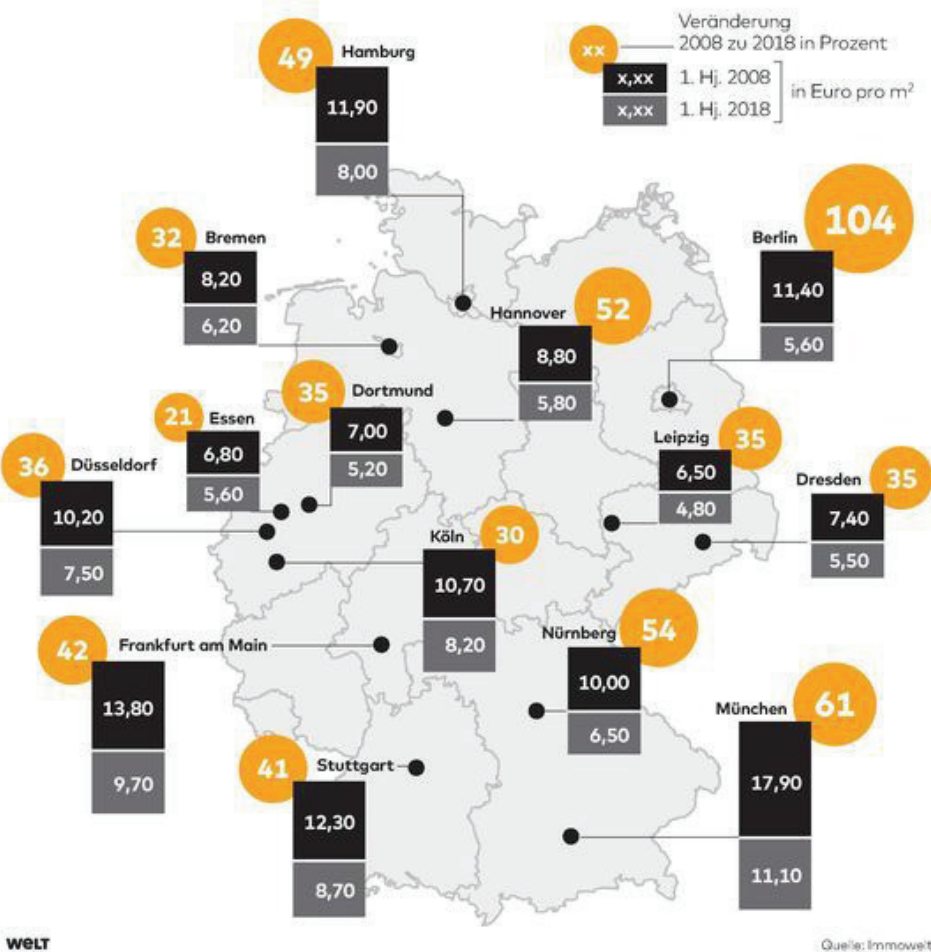 Veränderung
2008 zu 2018 in Prozent
xx
x,xx 1. Hj. 2008
x,xx 1. Hj. 2018
in Euro pro m²
49 Hamburg
11,90
8,00
32 Bremen
8,20
6,20
104
Berlin
11,40
5,60
52
Hannover
8,80
5,80
35 Dortmund
7,00
5,20
21 Essen
6,80
5,60
36 Düsseldorf
10,20
7,50
Leipzig 35
6,50
4,80
Dresden 35
7,40
5,50
Köln 30
10,70
8,20
42 Frankfurt am Main
13,80
9,70
Nürnberg 54
10,00
6,50
München 61
17,90
11,10
41 Stuttgart
12,30
8,70
WELT
Quelle: Immowelt